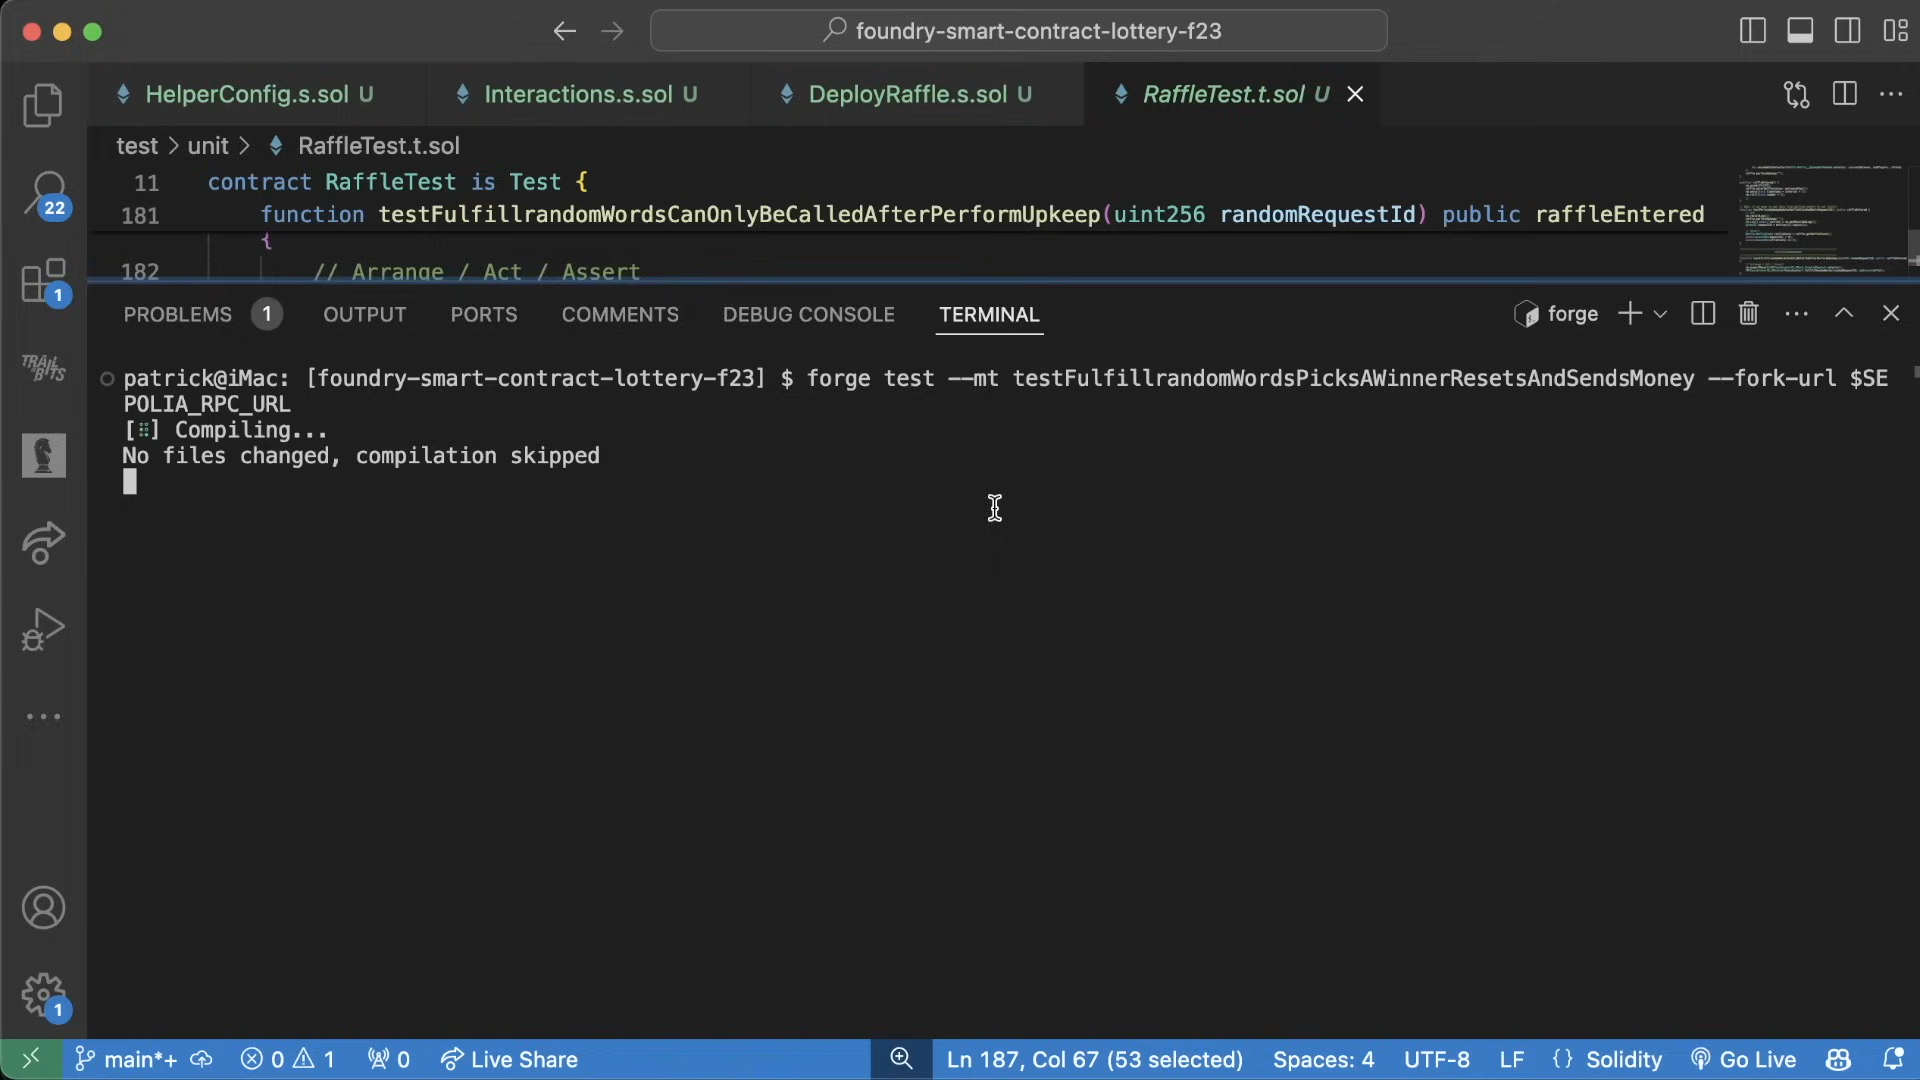 foundry-smart-contract-lottery-f23
HelperConfig.s.sol U
Interactions.s.sol U
DeployRaffle.s.sol U
RaffleTest.t.sol U
test > unit > RaffleTest.t.sol
11 contract RaffleTest is Test {
181 function testFulfillrandomWordsCanOnlyBeCalledAfterPerformUpkeep(uint256 randomRequestId) public raffleEntered
{
182 // Arrange / Act / Assert
22
1
TRAIL OF BITS
1
PROBLEMS 1 OUTPUT PORTS COMMENTS DEBUG CONSOLE TERMINAL forge
patrick@iMac: [foundry-smart-contract-lottery-f23] $ forge test --mt testFulfillrandomWordsPicksAWinnerResetsAndSendsMoney --fork-url $SE
POLIA_RPC_URL
[⠿] Compiling...
No files changed, compilation skipped
main*+ 0 1 0 Live Share Ln 187, Col 67 (53 selected) Spaces: 4 UTF-8 LF {} Solidity Go Live